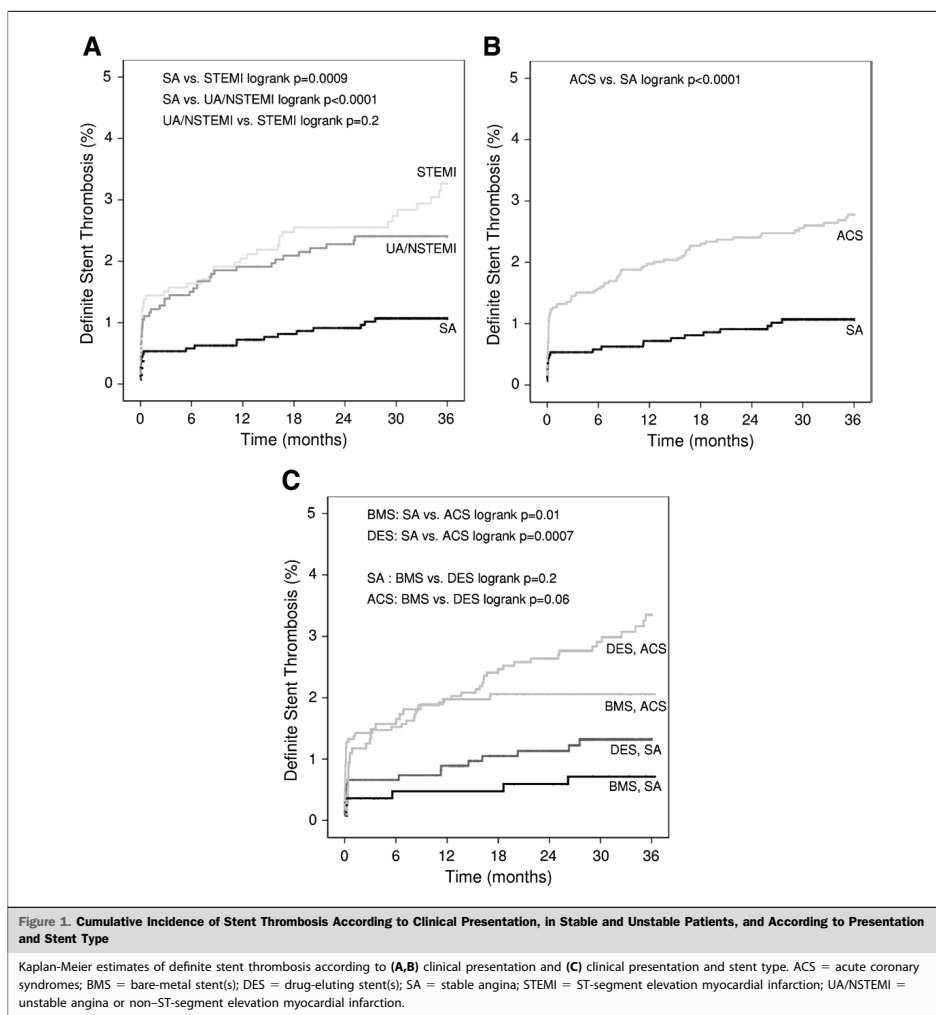 A
SA vs. STEMI logrank p=0.0009
SA vs. UA/NSTEMI logrank p<0.0001
UA/NSTEMI vs. STEMI logrank p=0.2
Definite Stent Thrombosis (%)
5
4
3
2
1
0
STEMI
UA/NSTEMI
SA
0 6 12 18 24 30 36
Time (months)
B
ACS vs. SA logrank p<0.0001
Definite Stent Thrombosis (%)
5
4
3
2
1
0
ACS
SA
0 6 12 18 24 30 36
Time (months)
C
BMS: SA vs. ACS logrank p=0.01
DES: SA vs. ACS logrank p=0.0007
SA : BMS vs. DES logrank p=0.2
ACS: BMS vs. DES logrank p=0.06
Definite Stent Thrombosis (%)
5
4
3
2
1
0
DES, ACS
BMS, ACS
DES, SA
BMS, SA
0 6 12 18 24 30 36
Time (months)
Figure 1. Cumulative Incidence of Stent Thrombosis According to Clinical Presentation, in Stable and Unstable Patients, and According to Presentation
and Stent Type
Kaplan-Meier estimates of definite stent thrombosis according to (A,B) clinical presentation and (C) clinical presentation and stent type. ACS = acute coronary
syndromes; BMS = bare-metal stent(s); DES = drug-eluting stent(s); SA = stable angina; STEMI = ST-segment elevation myocardial infarction; UA/NSTEMI =
unstable angina or non–ST-segment elevation myocardial infarction.